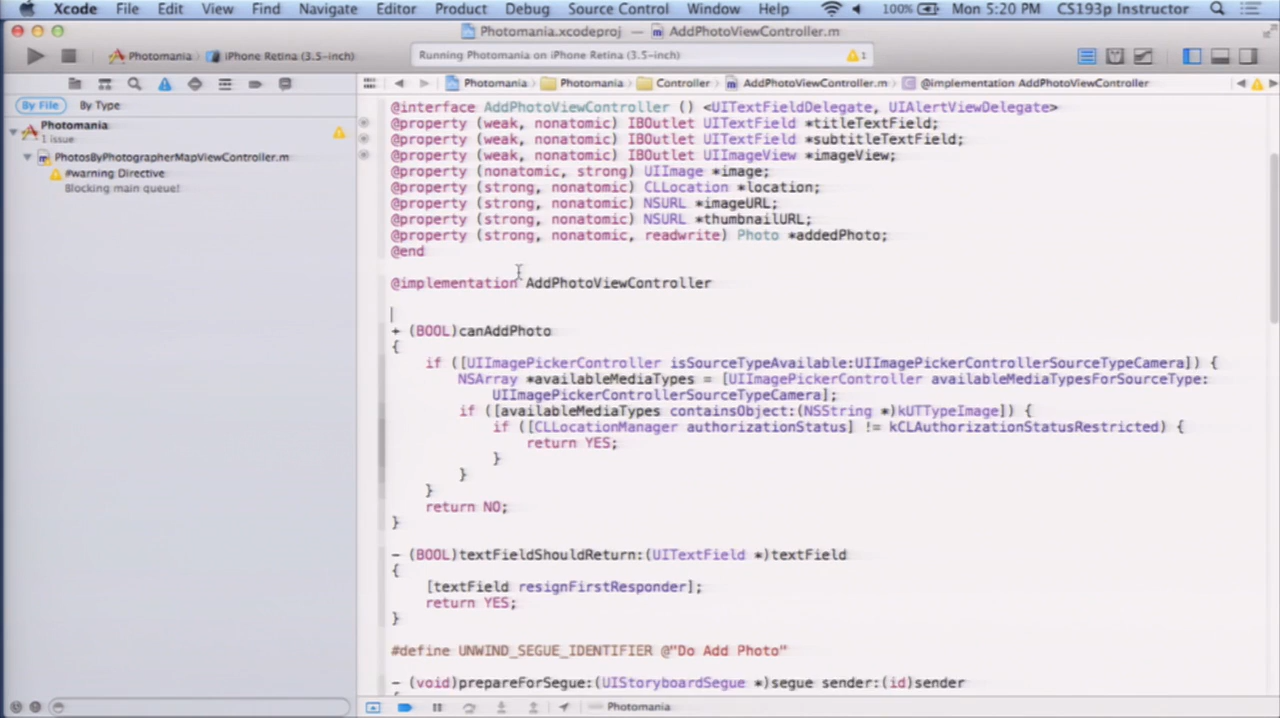 Xcode File Edit View Find Navigate Editor Product Debug Source Control Window Help 100% Mon 5:20 PM CS193p Instructor
Photomania.xcodeproj — AddPhotoViewController.m
Photomania iPhone Retina (3.5-inch) Running Photomania on iPhone Retina (3.5-inch) 1
Photomania Photomania Controller AddPhotoViewController.m @implementation AddPhotoViewController
By File By Type
Photomania
1 issue
PhotosByPhotographerMapViewController.m
#warning Directive
Blocking main queue!
@interface AddPhotoViewController () <UITextFieldDelegate, UIAlertViewDelegate>
@property (weak, nonatomic) IBOutlet UITextField *titleTextField;
@property (weak, nonatomic) IBOutlet UITextField *subtitleTextField;
@property (weak, nonatomic) IBOutlet UIImageView *imageView;
@property (nonatomic, strong) UIImage *image;
@property (strong, nonatomic) CLLocation *location;
@property (strong, nonatomic) NSURL *imageURL;
@property (strong, nonatomic) NSURL *thumbnailURL;
@property (strong, nonatomic, readwrite) Photo *addedPhoto;
@end
@implementation AddPhotoViewController
+ (BOOL)canAddPhoto
{
if ([UIImagePickerController isSourceTypeAvailable:UIImagePickerControllerSourceTypeCamera]) {
NSArray *availableMediaTypes = [UIImagePickerController availableMediaTypesForSourceType:
UIImagePickerControllerSourceTypeCamera];
if ([availableMediaTypes containsObject:(NSString *)kUTTypeImage]) {
if ([CLLocationManager authorizationStatus] != kCLAuthorizationStatusRestricted) {
return YES;
}
}
}
return NO;
}
- (BOOL)textFieldShouldReturn:(UITextField *)textField
{
[textField resignFirstResponder];
return YES;
}
#define UNWIND_SEGUE_IDENTIFIER @"Do Add Photo"
- (void)prepareForSegue:(UIStoryboardSegue *)segue sender:(id)sender
Photomania